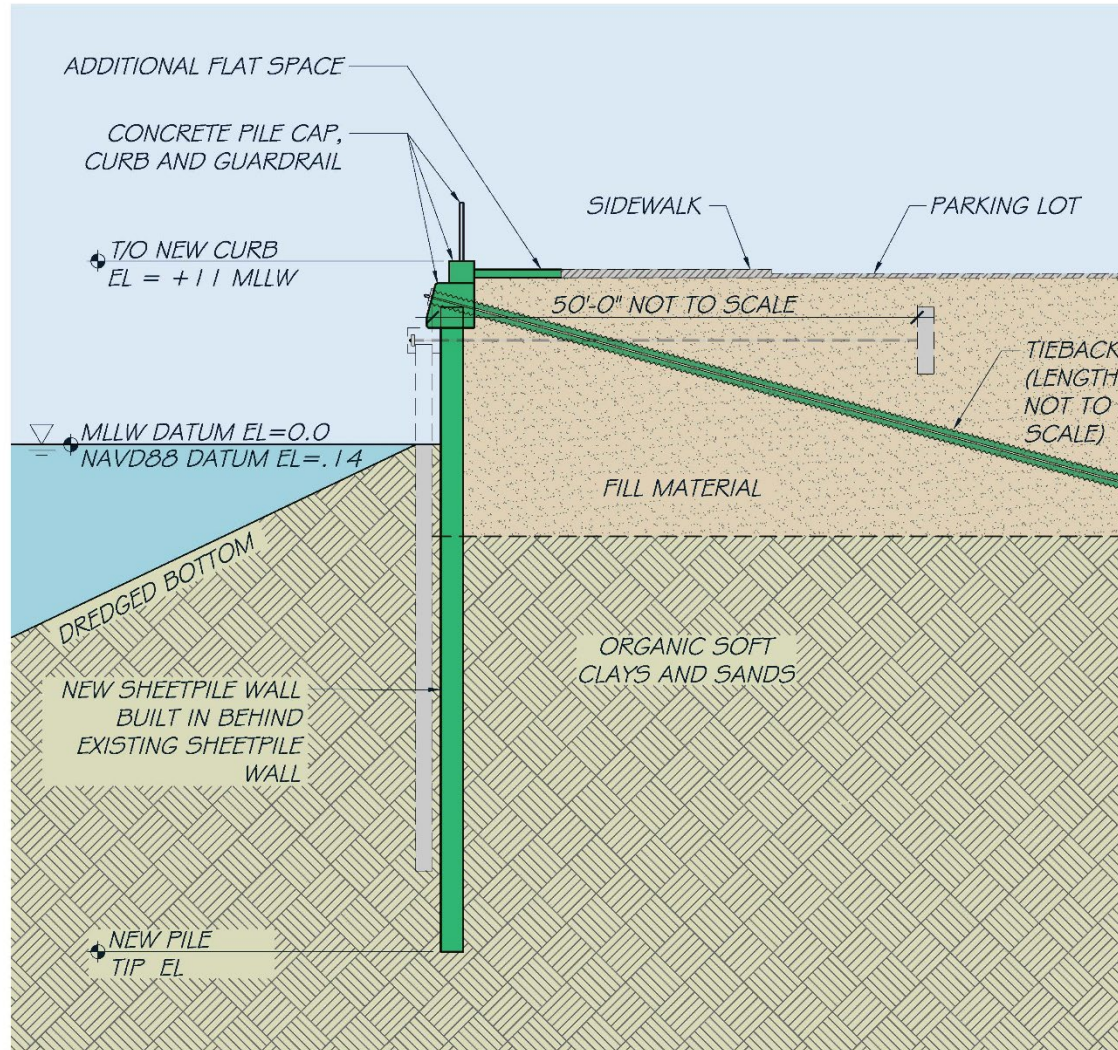 ADDITIONAL FLAT SPACE
CONCRETE PILE CAP,
CURB AND GUARDRAIL
SIDEWALK
PARKING LOT
T/O NEW CURB
EL = +11 MLLW
50'-0" NOT TO SCALE
TIEBACK
(LENGTH
NOT TO
SCALE)
MLLW DATUM EL=0.0
NAVD88 DATUM EL=.14
FILL MATERIAL
DREDGED BOTTOM
ORGANIC SOFT
CLAYS AND SANDS
NEW SHEETPILE WALL
BUILT IN BEHIND
EXISTING SHEETPILE
WALL
NEW PILE
TIP EL